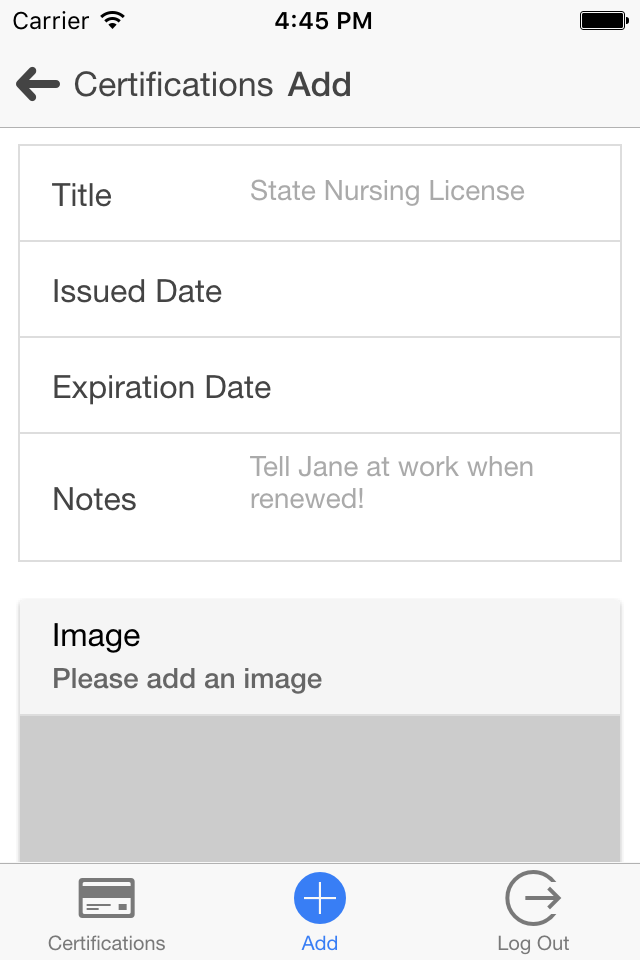 Carrier 4:45 PM
Certifications Add
Title State Nursing License
Issued Date
Expiration Date
Notes Tell Jane at work when
renewed!
Image
Please add an image
Certifications Add Log Out